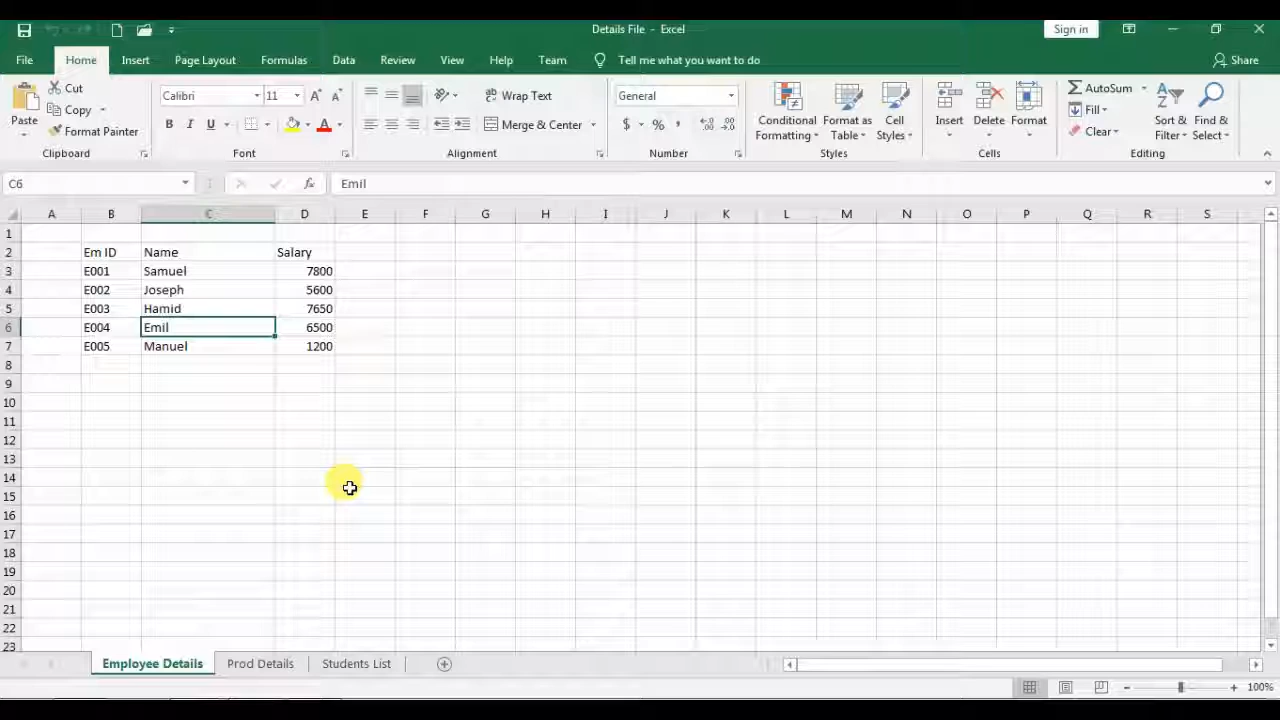 Details File - Excel
Sign in
File Home Insert Page Layout Formulas Data Review View Help Team Tell me what you want to do Share
Paste
Cut
Copy
Format Painter
Clipboard
Calibri 11
B I U
Font
Wrap Text
Merge & Center
Alignment
General
$ % ,
Number
Conditional Formatting
Format as Table
Cell Styles
Styles
Insert Delete Format
Cells
AutoSum
Fill
Clear
Sort & Filter
Find & Select
Editing
C6 fx Emil
A B C D E F G H I J K L M N O P Q R S
1
2 Em ID Name Salary
3 E001 Samuel 7800
4 E002 Joseph 5600
5 E003 Hamid 7650
6 E004 Emil 6500
7 E005 Manuel 1200
8
9
10
11
12
13
14
15
16
17
18
19
20
21
22
23
Employee Details Prod Details Students List
100%